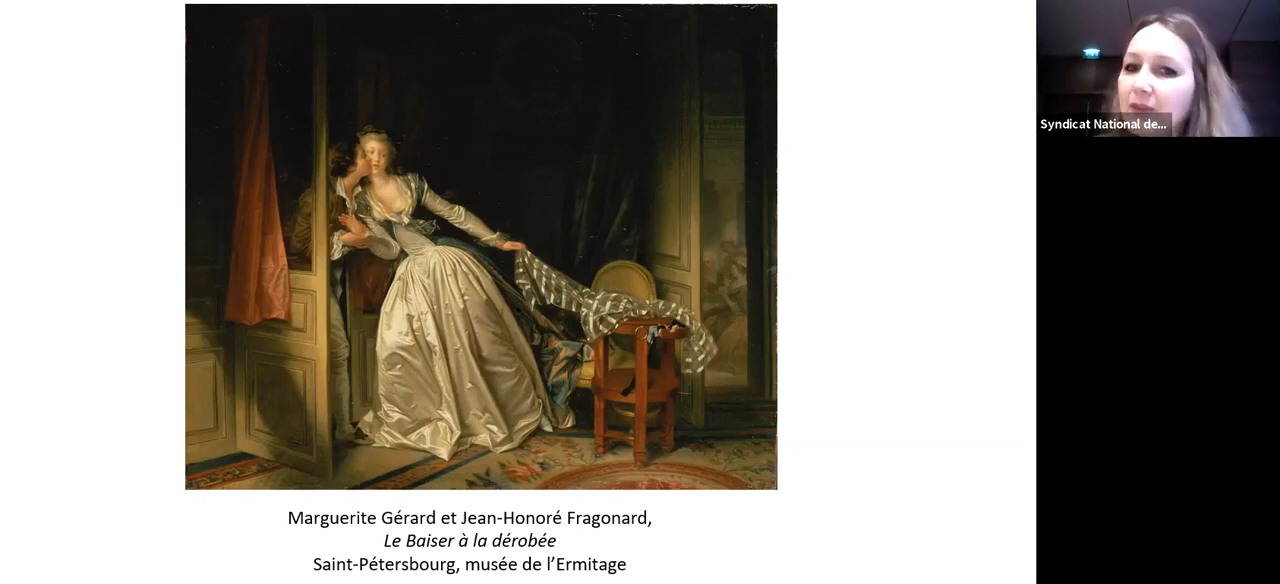 Syndicat National de...
Marguerite Gérard et Jean-Honoré Fragonard,
Le Baiser à la dérobée
Saint-Pétersbourg, musée de l’Ermitage